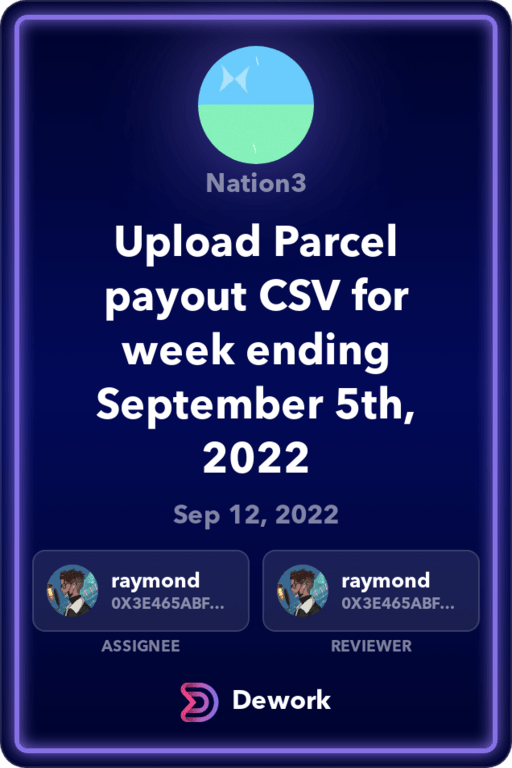 Nation3
Upload Parcel
payout CSV for
week ending
September 5th,
2022
Sep 12, 2022
raymond
0X3E465ABF...
ASSIGNEE
raymond
0X3E465ABF...
REVIEWER
Dework